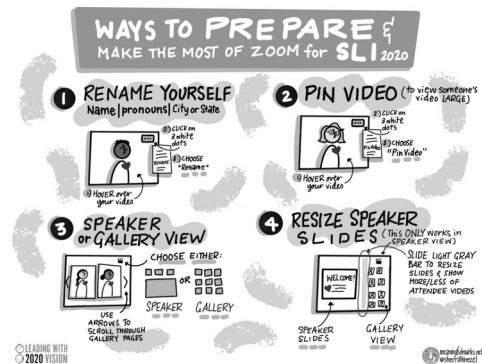 WAYS TO PREPARE &
MAKE THE MOST OF ZOOM for SLI 2020
1 RENAME YOURSELF
Name|pronouns|City or State
2) CLICK on
3 white
dots
RENAME
3) CHOOSE
"Rename"
1) HOVER over
your video
2 PIN VIDEO (to view someone's
video LARGE)
2) CLICK on
3 white
dots
Pin Video
3) CHOOSE
"Pin Video"
1) HOVER over
your video
3 SPEAKER
or GALLERY VIEW
CHOOSE EITHER:
OR
SPEAKER GALLERY
USE
ARROWS TO
SCROLL THROUGH
GALLERY PAGES
4 RESIZE SPEAKER
SLIDES (This ONLY works in
SPEAKER VIEW)
SLIDE LIGHT GRAY
BAR TO RESIZE
SLIDES & SHOW
MORE/LESS OF
ATTENDEE VIDEOS
WELCOME!
SPEAKER
SLIDES
GALLERY
VIEW
LEADING WITH
2020 VISION